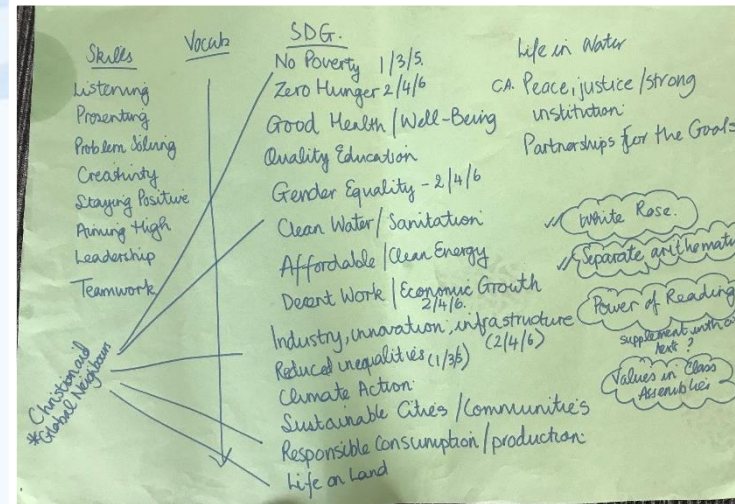 Skills
Listening
Presenting
Problem Solving
Creativity
Staying Positive
Aiming High
Leadership
Teamwork
Christian aid
*Global Neighbours
Vocab
SDG.
No Poverty 1/3/5.
Zero Hunger 2/4/6
Good Health / Well-Being
Quality Education
Gender Equality - 2/4/6
Clean Water / Sanitation
Affordable / Clean Energy
Decent Work / Economic Growth
2/4/6.
Industry, innovation, infrastructure
(2/4/6)
Reduced inequalities (1/3/5)
Climate Action.
Sustainable Cities / Communities
Responsible Consumption / production.
Life on Land
Life in Water
CA. Peace, justice / strong
institution.
Partnerships for the Goals
White Rose.
Separate arithmetic
Power of Reading
supplement with
text?
Values in Class
Assemblies